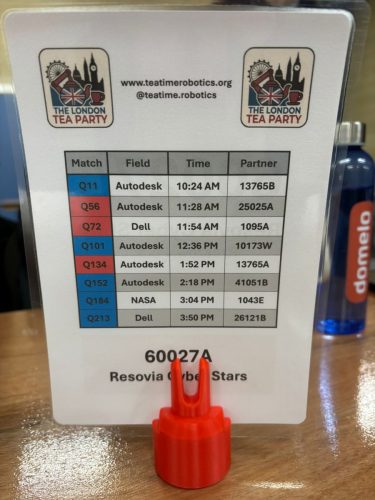 THE LONDON
TEA PARTY
www.teatimerobotics.org
@teatime.robotics
THE LONDON
TEA PARTY
Match Field Time Partner
Q11 Autodesk 10:24 AM 13765B
Q56 Autodesk 11:28 AM 25025A
Q72 Dell 11:54 AM 1095A
Q101 Autodesk 12:36 PM 10173W
Q134 Autodesk 1:52 PM 13765A
Q152 Autodesk 2:18 PM 41051B
Q184 NASA 3:04 PM 1043E
Q213 Dell 3:50 PM 26121B
60027A
Resovia Cyber Stars
domelo